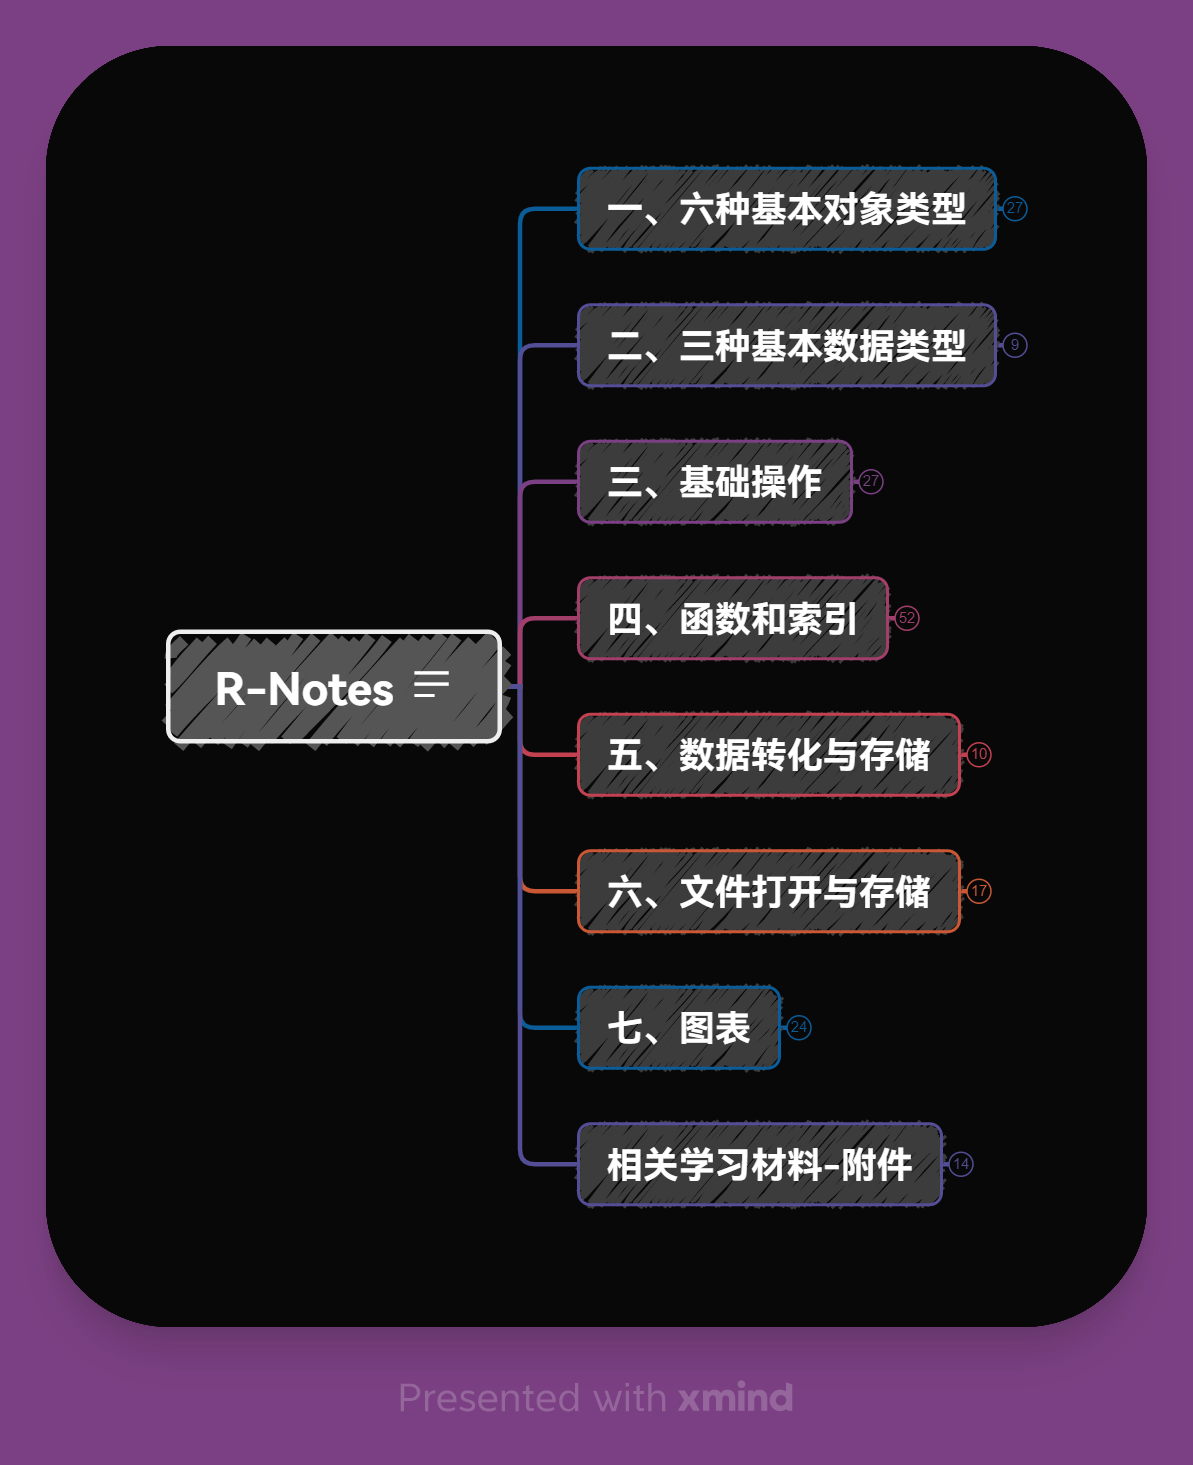 一、六种基本对象类型
27
二、三种基本数据类型
9
三、基础操作
27
四、函数和索引
52
R-Notes
五、数据转化与存储
10
六、文件打开与存储
17
七、图表
24
相关学习材料-附件
14
Presented with xmind